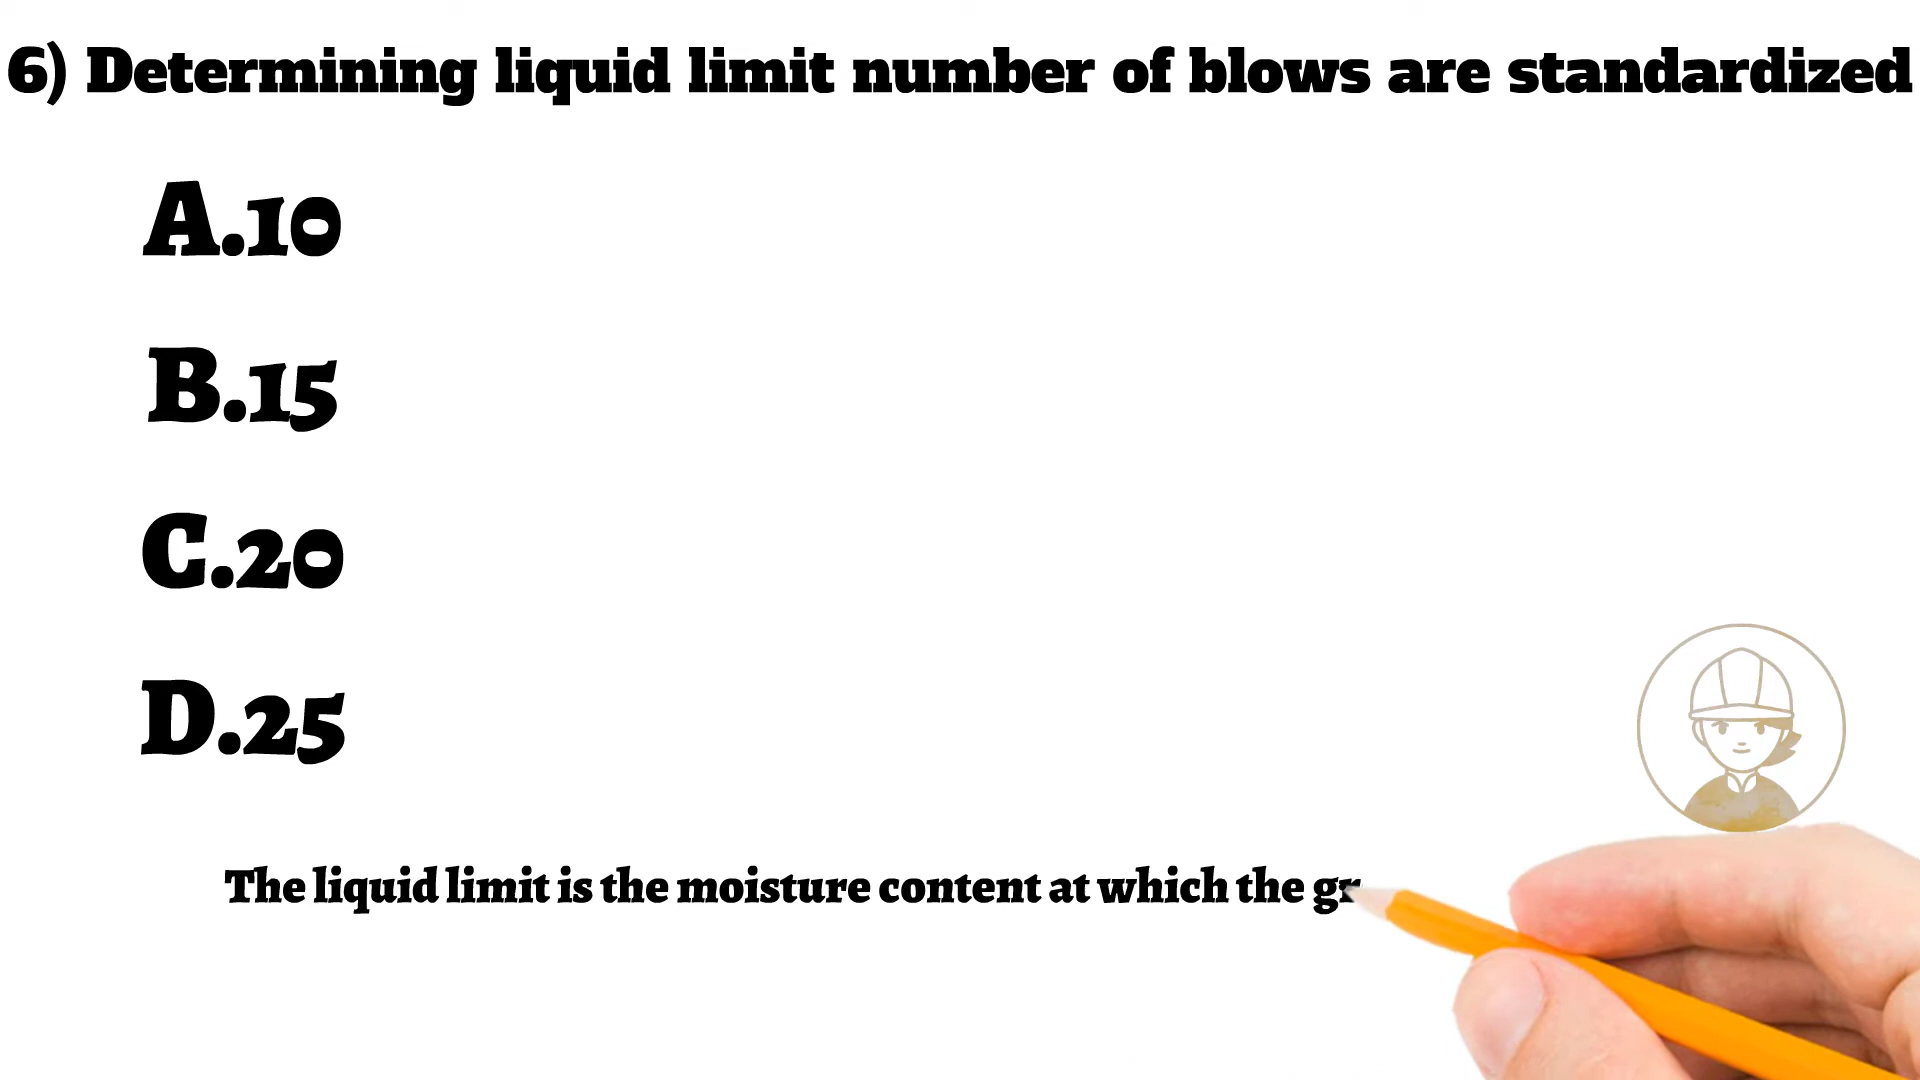 6) Determining liquid limit number of blows are standardized
A.10
B.15
C.20
D.25
The liquid limit is the moisture content at which the gr